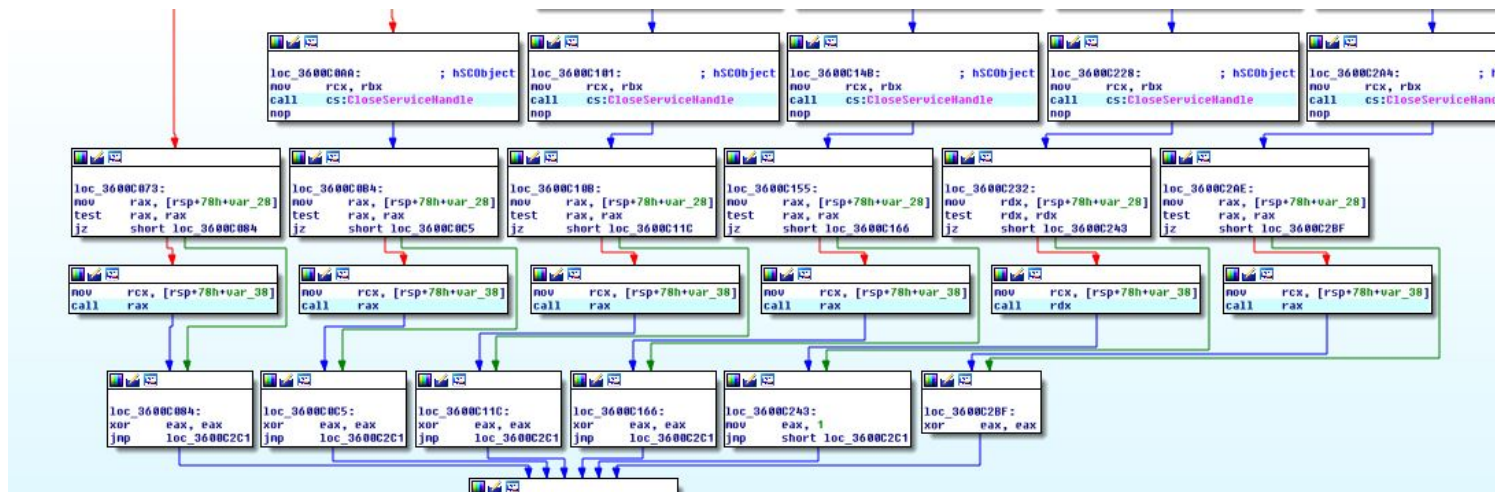 loc_3600C0AA: ; hSCObject
mov rcx, rbx
call cs:CloseServiceHandle
nop
loc_3600C101: ; hSCObject
mov rcx, rbx
call cs:CloseServiceHandle
nop
loc_3600C14B: ; hSCObject
mov rcx, rbx
call cs:CloseServiceHandle
nop
loc_3600C228: ; hSCObject
mov rcx, rbx
call cs:CloseServiceHandle
nop
loc_3600C2A4: ; h
mov rcx, rbx
call cs:CloseServiceHand
nop
loc_3600C073:
mov rax, [rsp+78h+var_28]
test rax, rax
jz short loc_3600C084
loc_3600C0B4:
mov rax, [rsp+78h+var_28]
test rax, rax
jz short loc_3600C0C5
loc_3600C10B:
mov rax, [rsp+78h+var_28]
test rax, rax
jz short loc_3600C11C
loc_3600C155:
mov rax, [rsp+78h+var_28]
test rax, rax
jz short loc_3600C166
loc_3600C232:
mov rdx, [rsp+78h+var_28]
test rdx, rdx
jz short loc_3600C243
loc_3600C2AE:
mov rax, [rsp+78h+var_28]
test rax, rax
jz short loc_3600C2BF
mov rcx, [rsp+78h+var_38]
call rax
mov rcx, [rsp+78h+var_38]
call rax
mov rcx, [rsp+78h+var_38]
call rax
mov rcx, [rsp+78h+var_38]
call rax
mov rcx, [rsp+78h+var_38]
call rdx
mov rcx, [rsp+78h+var_38]
call rax
loc_3600C084:
xor eax, eax
jmp loc_3600C2C1
loc_3600C0C5:
xor eax, eax
jmp loc_3600C2C1
loc_3600C11C:
xor eax, eax
jmp loc_3600C2C1
loc_3600C166:
xor eax, eax
jmp loc_3600C2C1
loc_3600C243:
mov eax, 1
jmp short loc_3600C2C1
loc_3600C2BF:
xor eax, eax